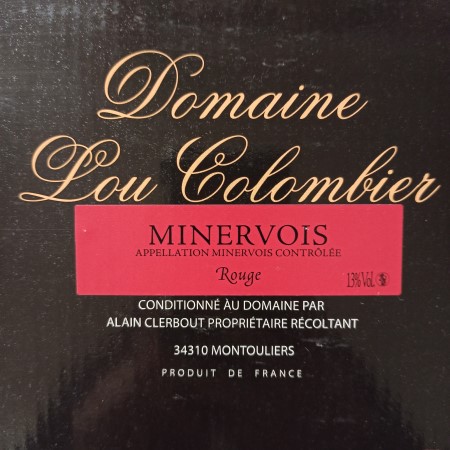 Domaine
Lou Colombier
MINERVOIS
APPELLATION MINERVOIS CONTRÔLÉE
Rouge
13% Vol.
CONDITIONNÉ AU DOMAINE PAR
ALAIN CLERBOUT PROPRIÉTAIRE RÉCOLTANT
34310 MONTOULIERS
PRODUIT DE FRANCE